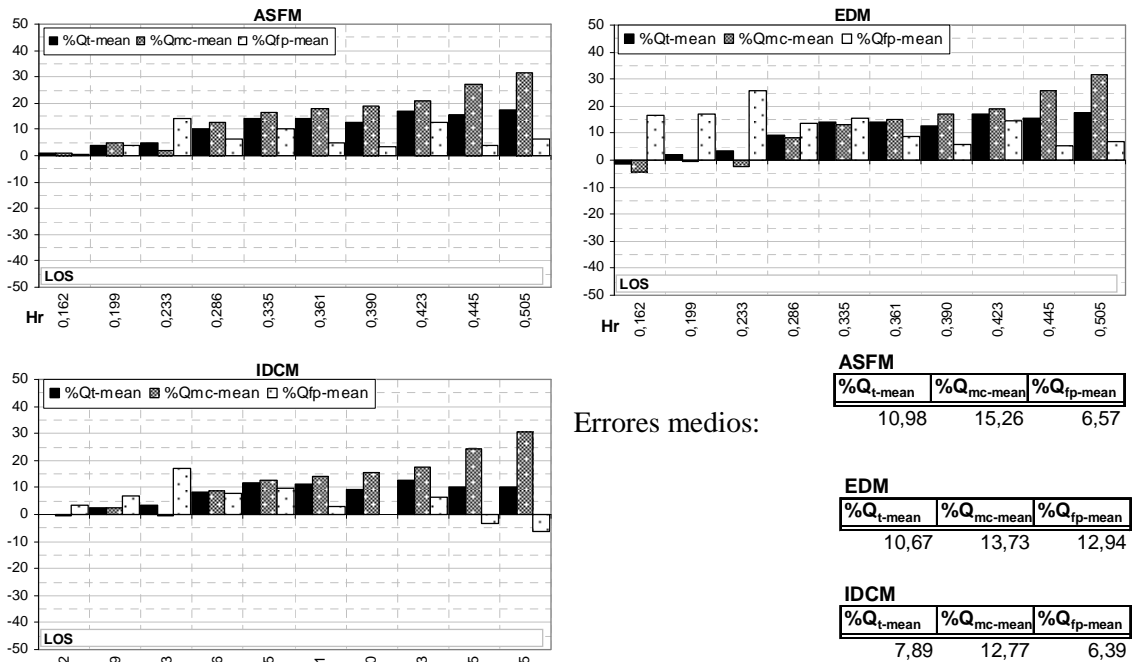 ASFM
50
40
30
20
10
0
-10
-20
-30
-40
-50
%Qt-mean %Qmc-mean %Qfp-mean
LOS
Hr
0,162 0,199 0,233 0,286 0,335 0,361 0,390 0,423 0,445 0,505
EDM
50
40
30
20
10
0
-10
-20
-30
-40
-50
%Qt-mean %Qmc-mean %Qfp-mean
LOS
Hr
0,162 0,199 0,233 0,286 0,335 0,361 0,390 0,423 0,445 0,505
IDCM
50
40
30
20
10
0
-10
-20
-30
-40
-50
%Qt-mean %Qmc-mean %Qfp-mean
LOS
Errores medios:
ASFM
%Qt-mean %Qmc-mean %Qfp-mean
10,98 15,26 6,57
EDM
%Qt-mean %Qmc-mean %Qfp-mean
10,67 13,73 12,94
IDCM
%Qt-mean %Qmc-mean %Qfp-mean
7,89 12,77 6,39